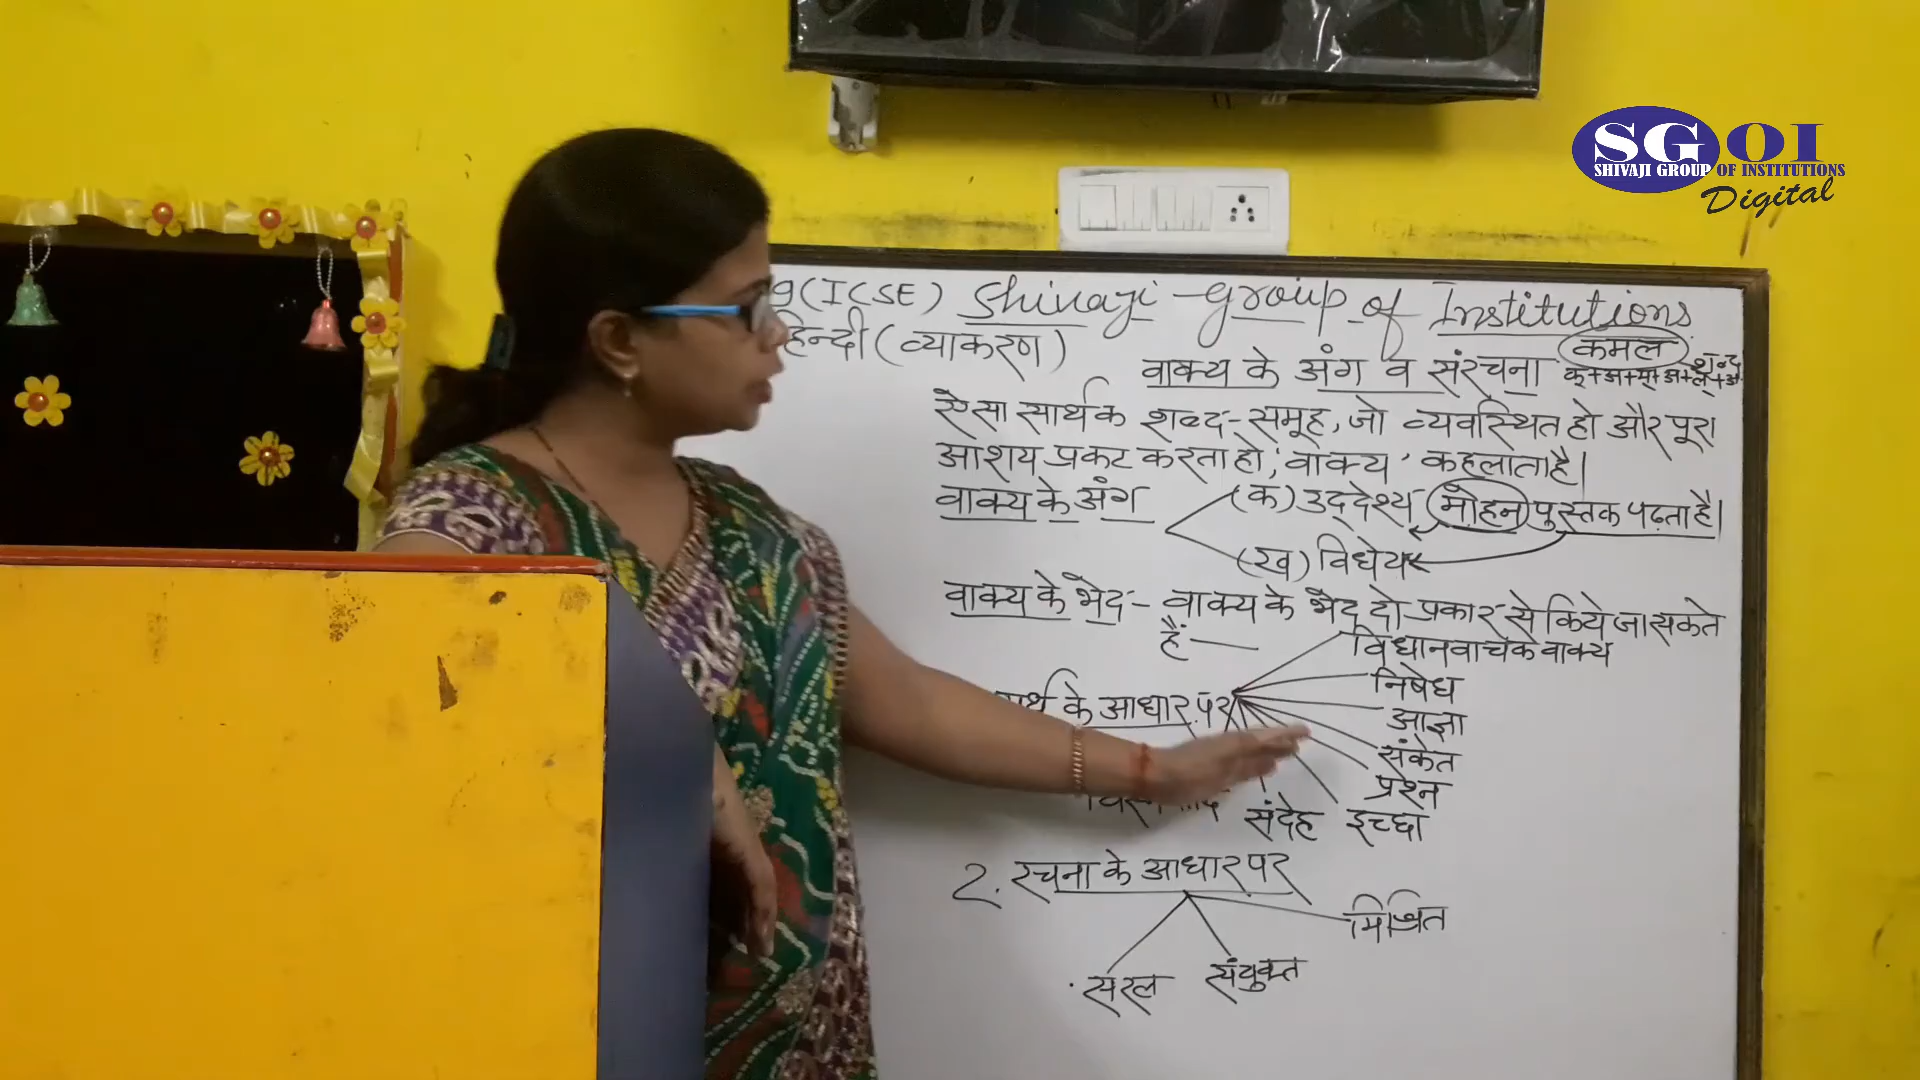 SGOI
SHIVAJI GROUP OF INSTITUTIONS
Digital
9(ICSE) Shivaji Group of Institutions
हिन्दी (व्याकरण)
कमल
वाक्य के अंग व संरचना
क्+अ+म्+अ+ल्+अ
शब्द
ऐसा सार्थक शब्द-समूह, जो व्यवस्थित हो और पूरा
आशय प्रकट करता हो, 'वाक्य' कहलाता है।
वाक्य के अंग (क) उद्देश्य मोहन पुस्तक पढ़ता है।
(ख) विधेय
वाक्य के भेद - वाक्य के भेद दो प्रकार से किये जा सकते
हैं —
विधानवाचक वाक्य
निषेध
के आधार पर
आज्ञा
संकेत
प्रश्न
संदेह इच्छा
2. रचना के आधार पर
मिश्रित
सरल संयुक्त